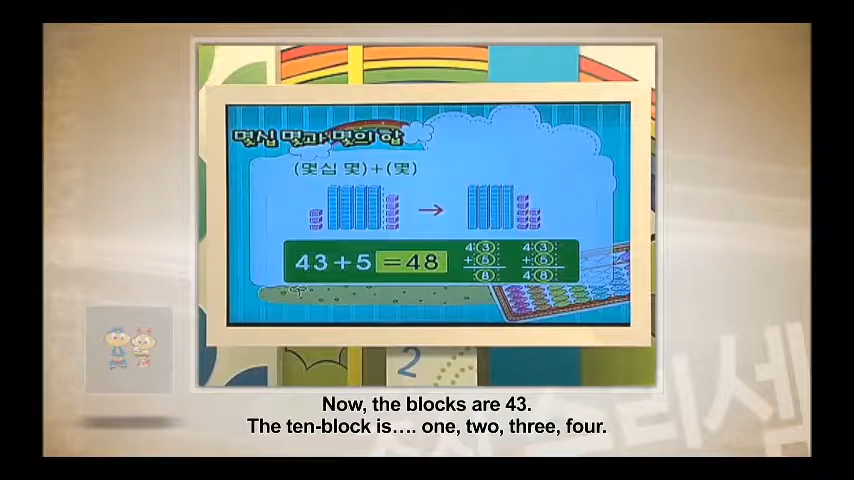 몇십 몇과 몇의 합
(몇십 몇)+(몇)
→
43+5=48
4 3
+ 5
8
4 3
+ 5
4 8
2
Now, the blocks are 43.
The ten-block is.... one, two, three, four.